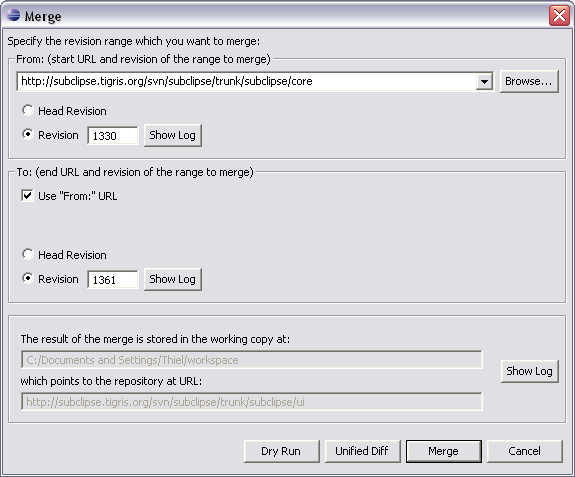 Merge
Specify the revision range which you want to merge:
From: (start URL and revision of the range to merge)
http://subclipse.tigris.org/svn/subclipse/trunk/subclipse/core
Browse...
Head Revision
Revision 1330 Show Log
To: (end URL and revision of the range to merge)
Use "From:" URL
Head Revision
Revision 1361 Show Log
The result of the merge is stored in the working copy at:
C:/Documents and Settings/Thiel/workspace
Show Log
which points to the repository at URL:
http://subclipse.tigris.org/svn/subclipse/trunk/subclipse/ui
Dry Run Unified Diff Merge Cancel